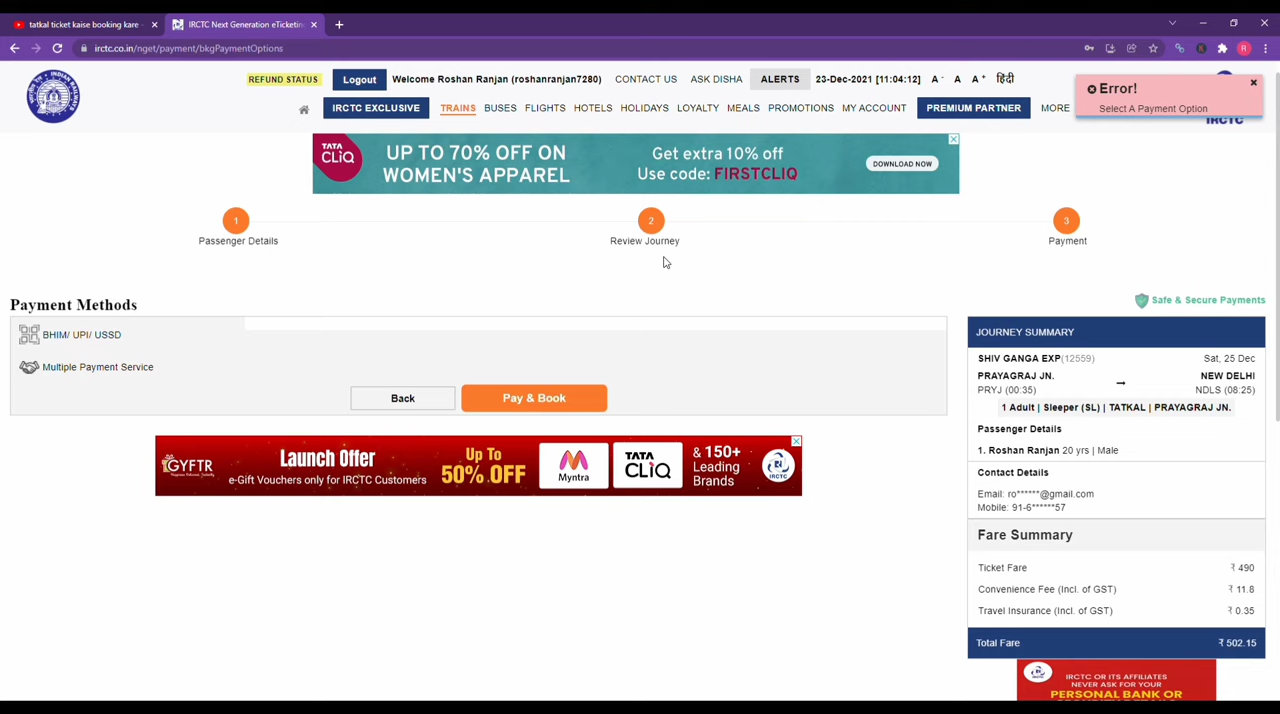 tatkal ticket kaise booking kare -
IRCTC Next Generation eTicketing
irctc.co.in/nget/payment/bkgPaymentOptions
R
REFUND STATUS
Logout
Welcome Roshan Ranjan (roshanranjan7280)
CONTACT US
ASK DISHA
ALERTS
23-Dec-2021 [11:04:12]
A -
A
A +
हिंदी
INDIAN RAILWAYS
IRCTC EXCLUSIVE
TRAINS
BUSES
FLIGHTS
HOTELS
HOLIDAYS
LOYALTY
MEALS
PROMOTIONS
MY ACCOUNT
PREMIUM PARTNER
MORE
IRCTC
Error!
Select A Payment Option
TATA
CLiQ
UP TO 70% OFF ON
WOMEN'S APPAREL
Get extra 10% off
Use code: FIRSTCLIQ
DOWNLOAD NOW
1
2
3
Passenger Details
Review Journey
Payment
Payment Methods
Safe & Secure Payments
BHIM/ UPI/ USSD
Multiple Payment Service
Back
Pay & Book
JOURNEY SUMMARY
SHIV GANGA EXP(12559)
Sat, 25 Dec
PRAYAGRAJ JN.
NEW DELHI
PRYJ (00:35)
NDLS (08:25)
1 Adult | Sleeper (SL) | TATKAL | PRAYAGRAJ JN.
Passenger Details
1. Roshan Ranjan 20 yrs | Male
Contact Details
Email: ro******@gmail.com
Mobile: 91-6******57
Fare Summary
Ticket Fare ₹ 490
Convenience Fee (Incl. of GST) ₹ 11.8
Travel Insurance (Incl. of GST) ₹ 0.35
Total Fare ₹ 502.15
GYFTR
Launch Offer
e-Gift Vouchers only for IRCTC Customers
Up To
50% OFF
Myntra
TATA
CLiQ
& 150+
Leading
Brands
IRCTC
IRCTC OR ITS AFFILIATES
NEVER ASK FOR YOUR
PERSONAL BANK OR